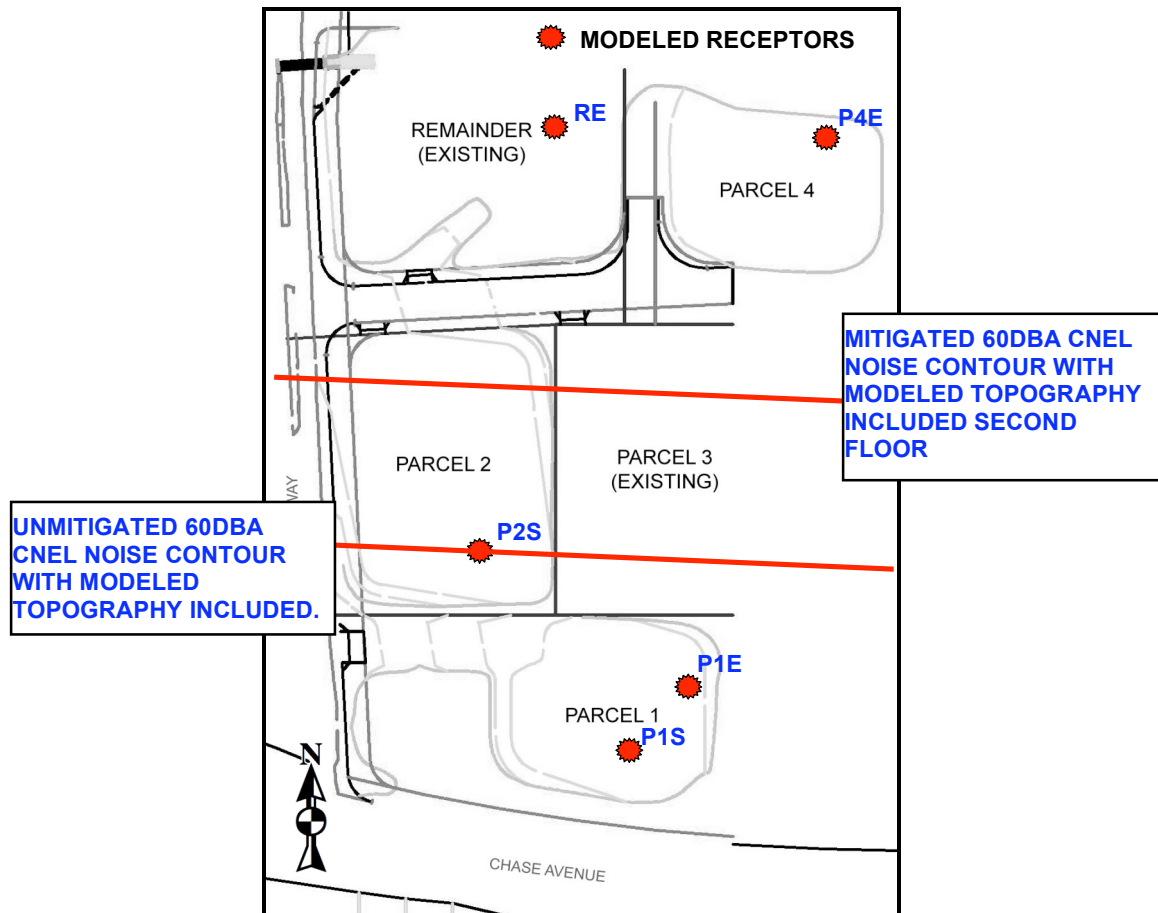 MODELED RECEPTORS
RE
REMAINDER
(EXISTING)
P4E
PARCEL 4
MITIGATED 60DBA CNEL
NOISE CONTOUR WITH
MODELED TOPOGRAPHY
INCLUDED SECOND
FLOOR
PARCEL 2
PARCEL 3
(EXISTING)
WAY
P2S
UNMITIGATED 60DBA
CNEL NOISE CONTOUR
WITH MODELED
TOPOGRAPHY INCLUDED.
P1E
PARCEL 1
P1S
N
CHASE AVENUE